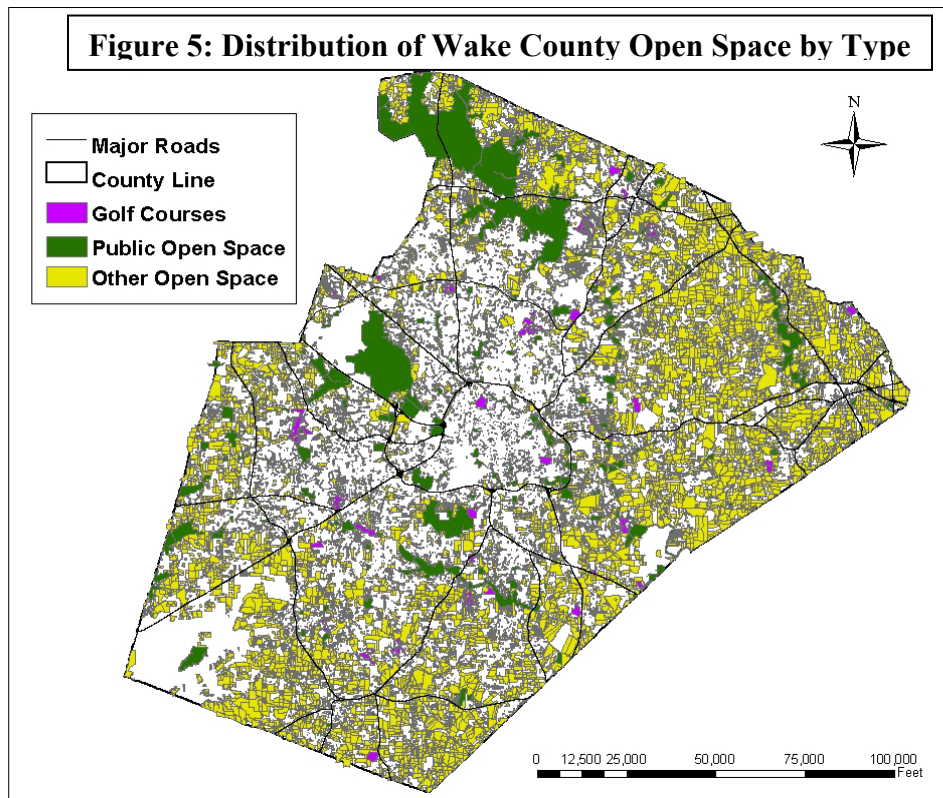 Figure 5: Distribution of Wake County Open Space by Type
N
Major Roads
County Line
Golf Courses
Public Open Space
Other Open Space
0 12,500 25,000 50,000 75,000 100,000
Feet